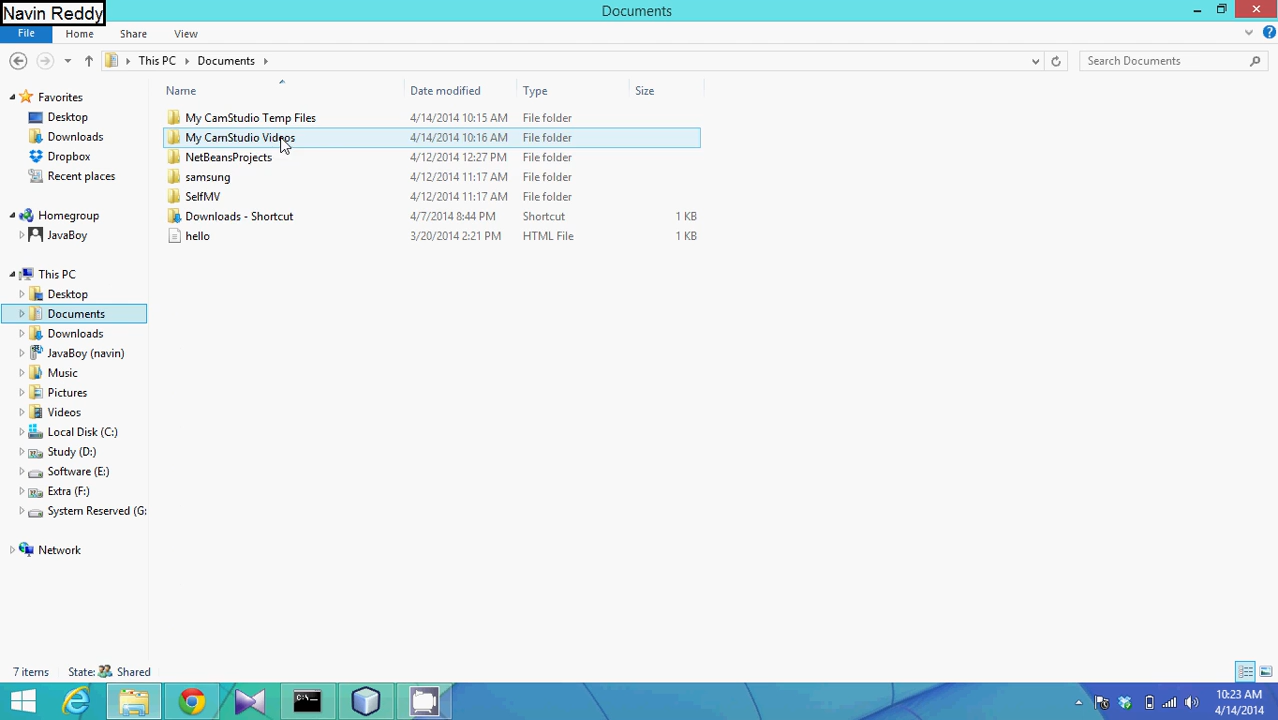 Navin Reddy
Documents
File Home Share View
This PC Documents
Search Documents
Name Date modified Type Size
My CamStudio Temp Files 4/14/2014 10:15 AM File folder
My CamStudio Videos 4/14/2014 10:16 AM File folder
NetBeansProjects 4/12/2014 12:27 PM File folder
samsung 4/12/2014 11:17 AM File folder
SelfMV 4/12/2014 11:17 AM File folder
Downloads - Shortcut 4/7/2014 8:44 PM Shortcut 1 KB
hello 3/20/2014 2:21 PM HTML File 1 KB
Favorites
Desktop
Downloads
Dropbox
Recent places
Homegroup
JavaBoy
This PC
Desktop
Documents
Downloads
JavaBoy (navin)
Music
Pictures
Videos
Local Disk (C:)
Study (D:)
Software (E:)
Extra (F:)
System Reserved (G:
Network
7 items State: Shared
10:23 AM
4/14/2014